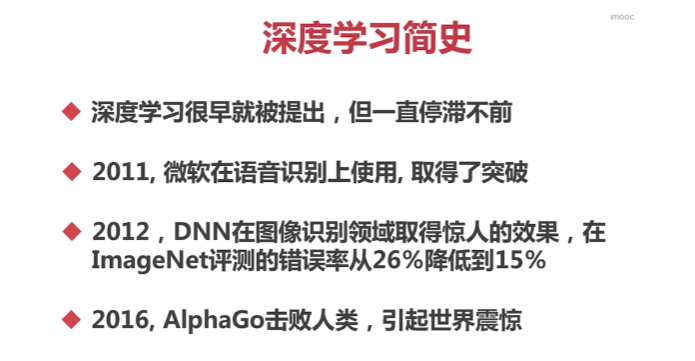 imooc
深度学习简史
深度学习很早就被提出，但一直停滞不前
2011, 微软在语音识别上使用, 取得了突破
2012，DNN在图像识别领域取得惊人的效果，在
ImageNet评测的错误率从26%降低到15%
2016, AlphaGo击败人类，引起世界震惊